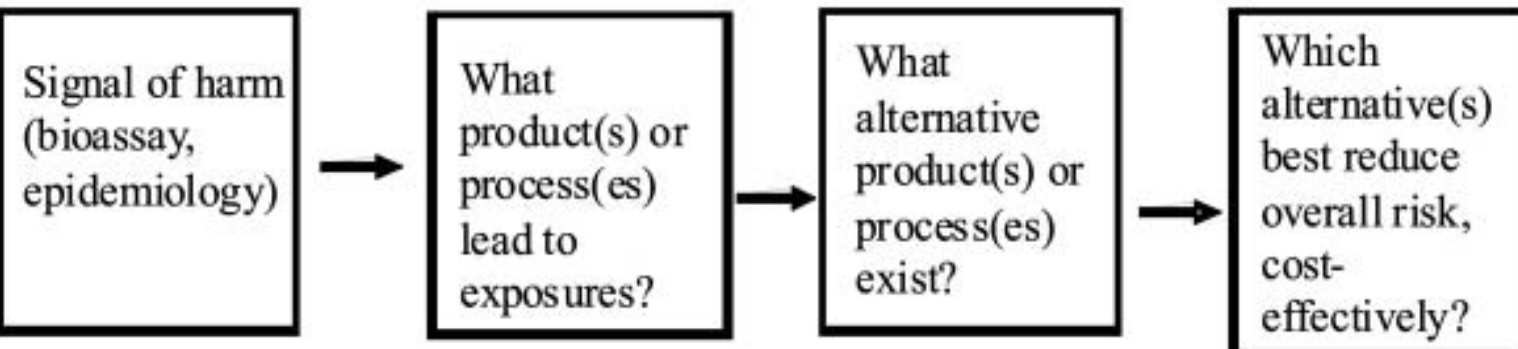 Signal of harm
(bioassay,
epidemiology)
What
product(s) or
process(es)
lead to
exposures?
What
alternative
product(s) or
process(es)
exist?
Which
alternative(s)
best reduce
overall risk,
cost-
effectively?